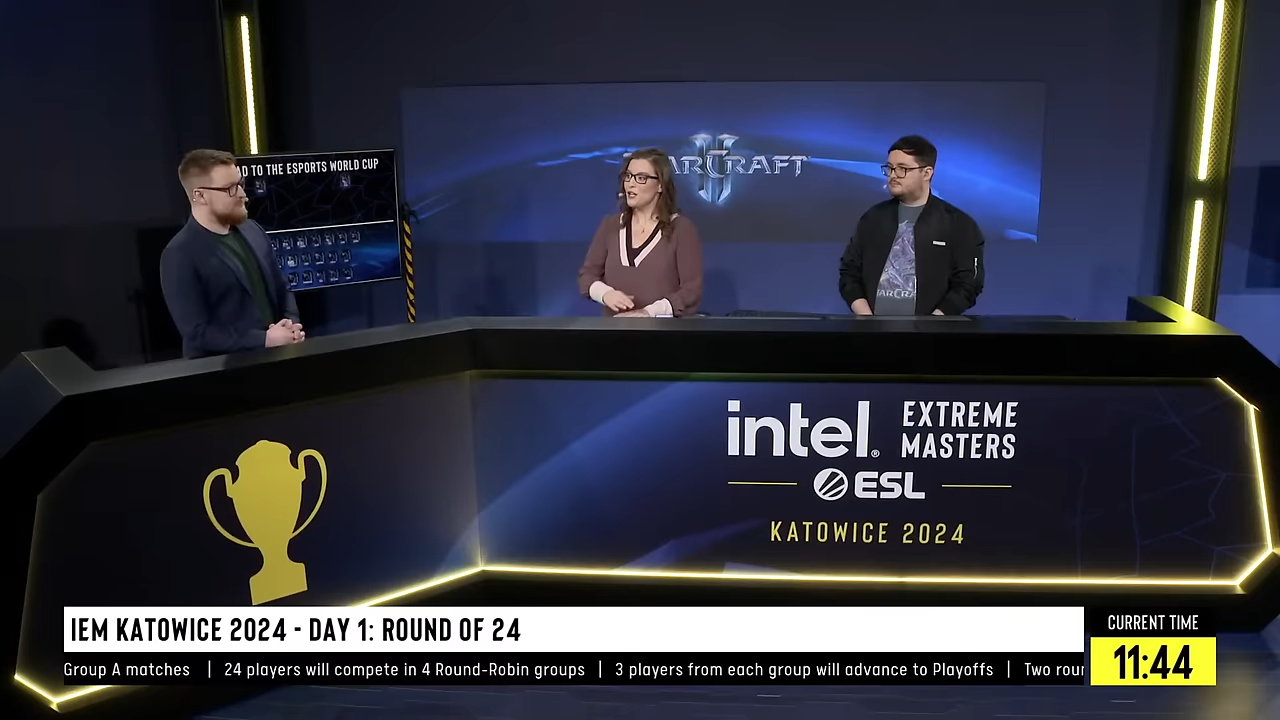 TO THE ESPORTS WORLD CUP
STARCRAFT
II
intel.
EXTREME
MASTERS
ESL
KATOWICE 2024
IEM KATOWICE 2024 - DAY 1: ROUND OF 24
Group A matches | 24 players will compete in 4 Round-Robin groups | 3 players from each group will advance to Playoffs | Two
CURRENT TIME
11:44